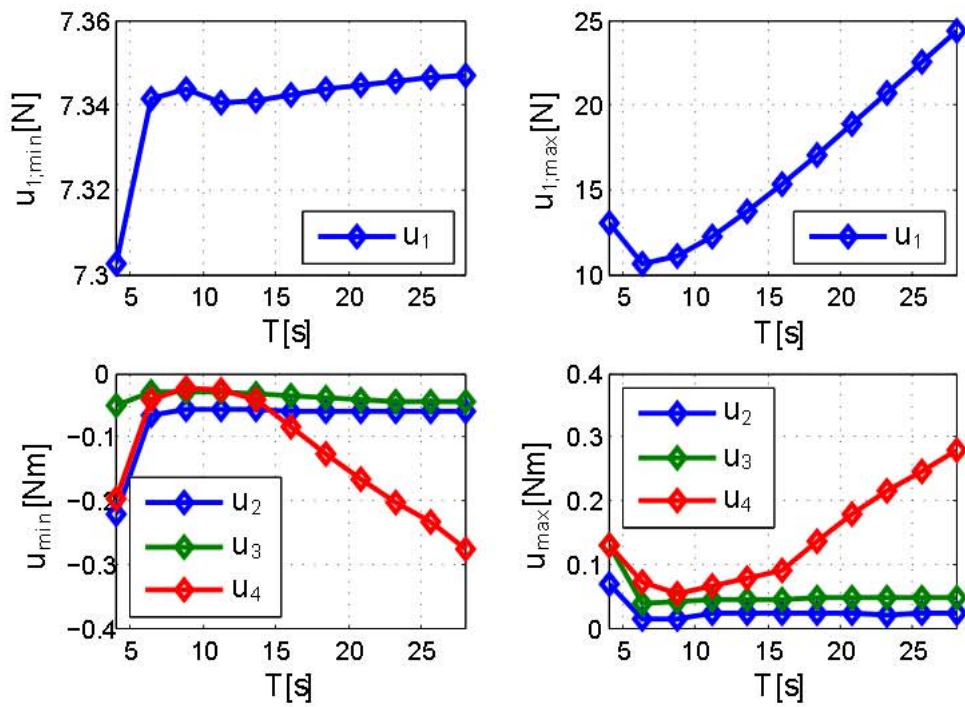 7.36
7.34
7.32
7.3
u1,min[N]
u1
5 10 15 20 25
T[s]
25
20
15
10
u1,max[N]
u1
5 10 15 20 25
T[s]
0
−0.1
−0.2
−0.3
−0.4
umin[Nm]
u2
u3
u4
5 10 15 20 25
T[s]
0.4
0.3
0.2
0.1
0
umax[Nm]
u2
u3
u4
5 10 15 20 25
T[s]